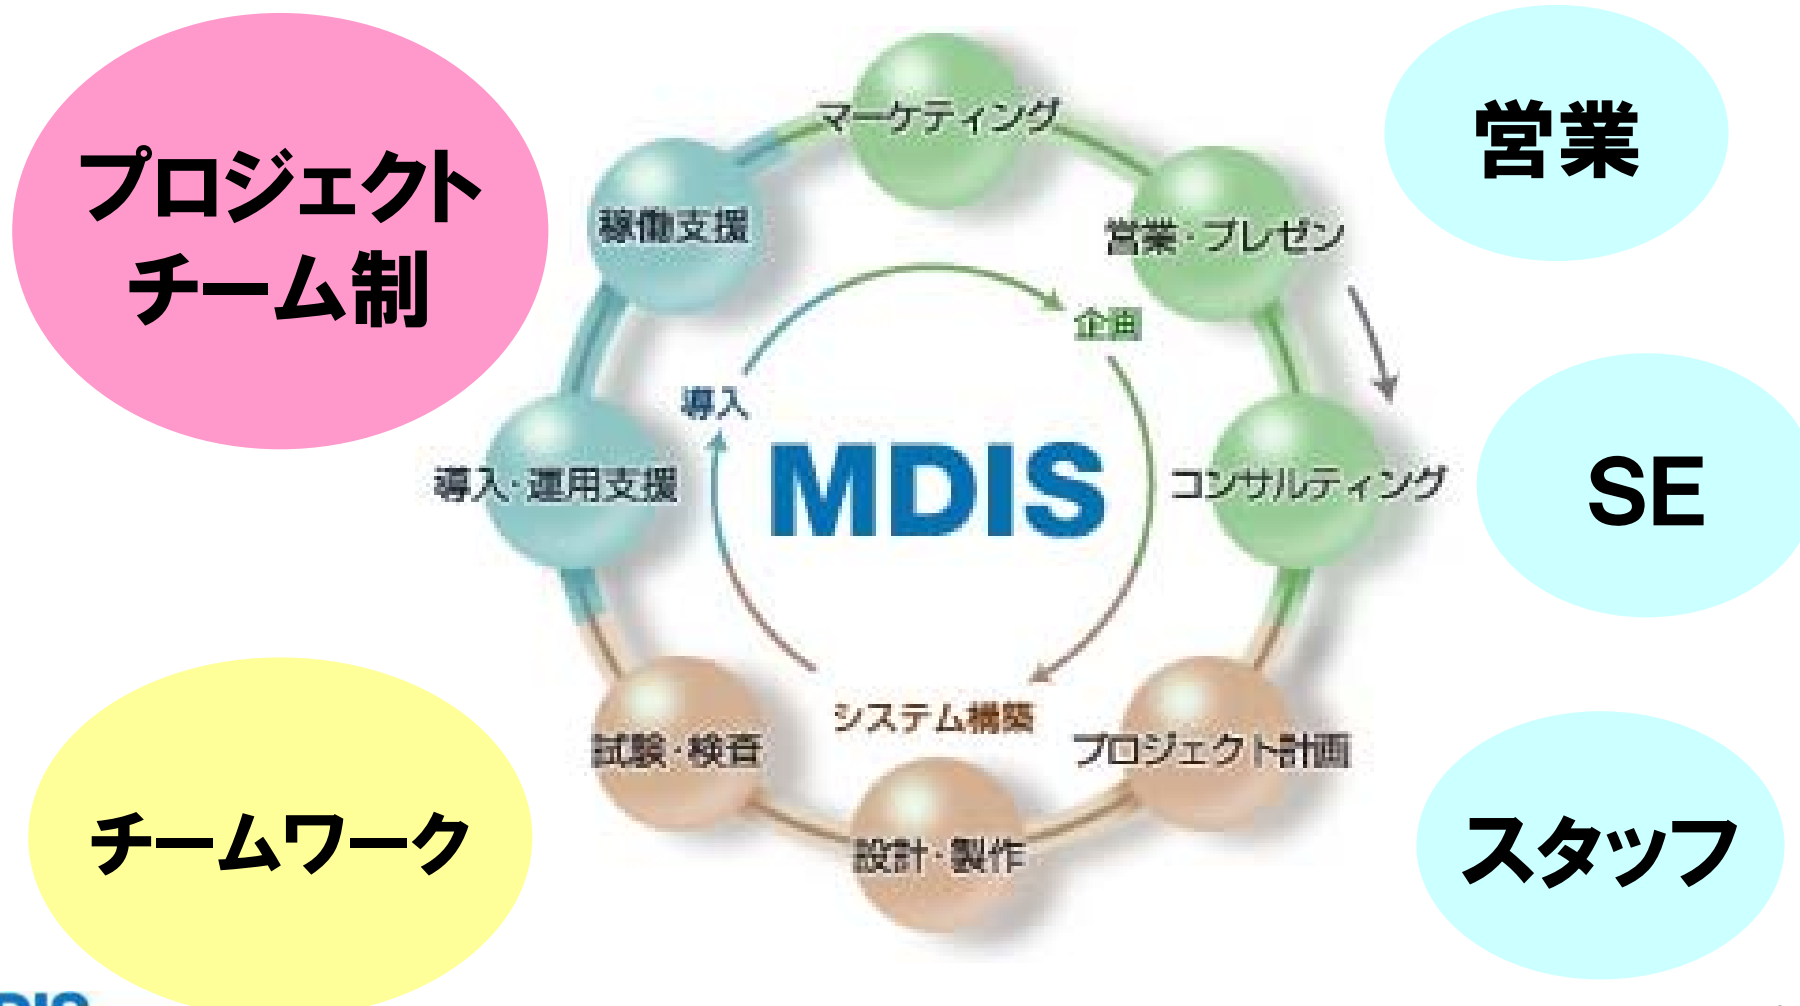 プロジェクト
チーム制
チームワーク
マーケティング
営業・プレゼン
コンサルティング
プロジェクト計画
設計・製作
試験・検査
導入・運用支援
稼働支援
企画
システム構築
導入
MDIS
営業
SE
スタッフ
DIS